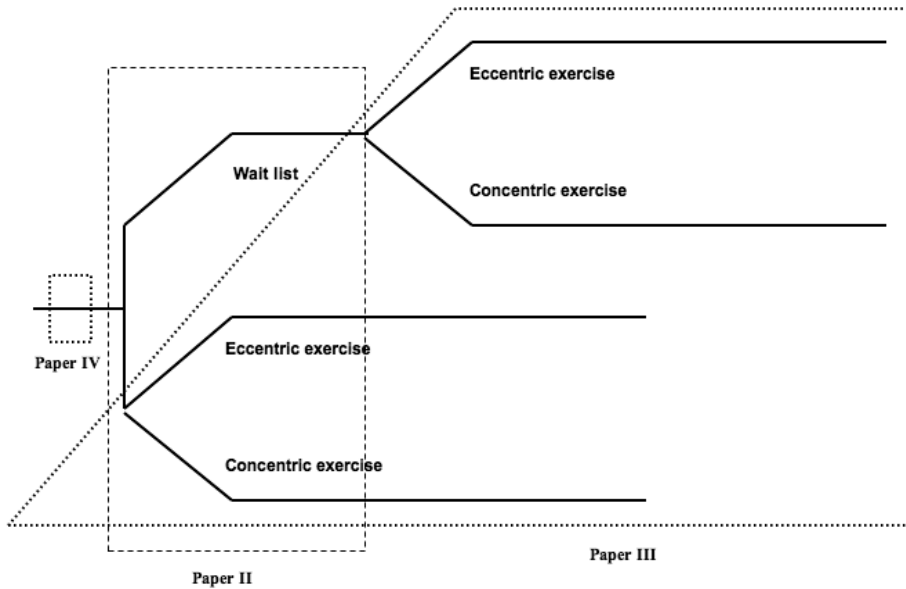 Eccentric exercise
Wait list
Concentric exercise
Eccentric exercise
Paper IV
Concentric exercise
Paper III
Paper II